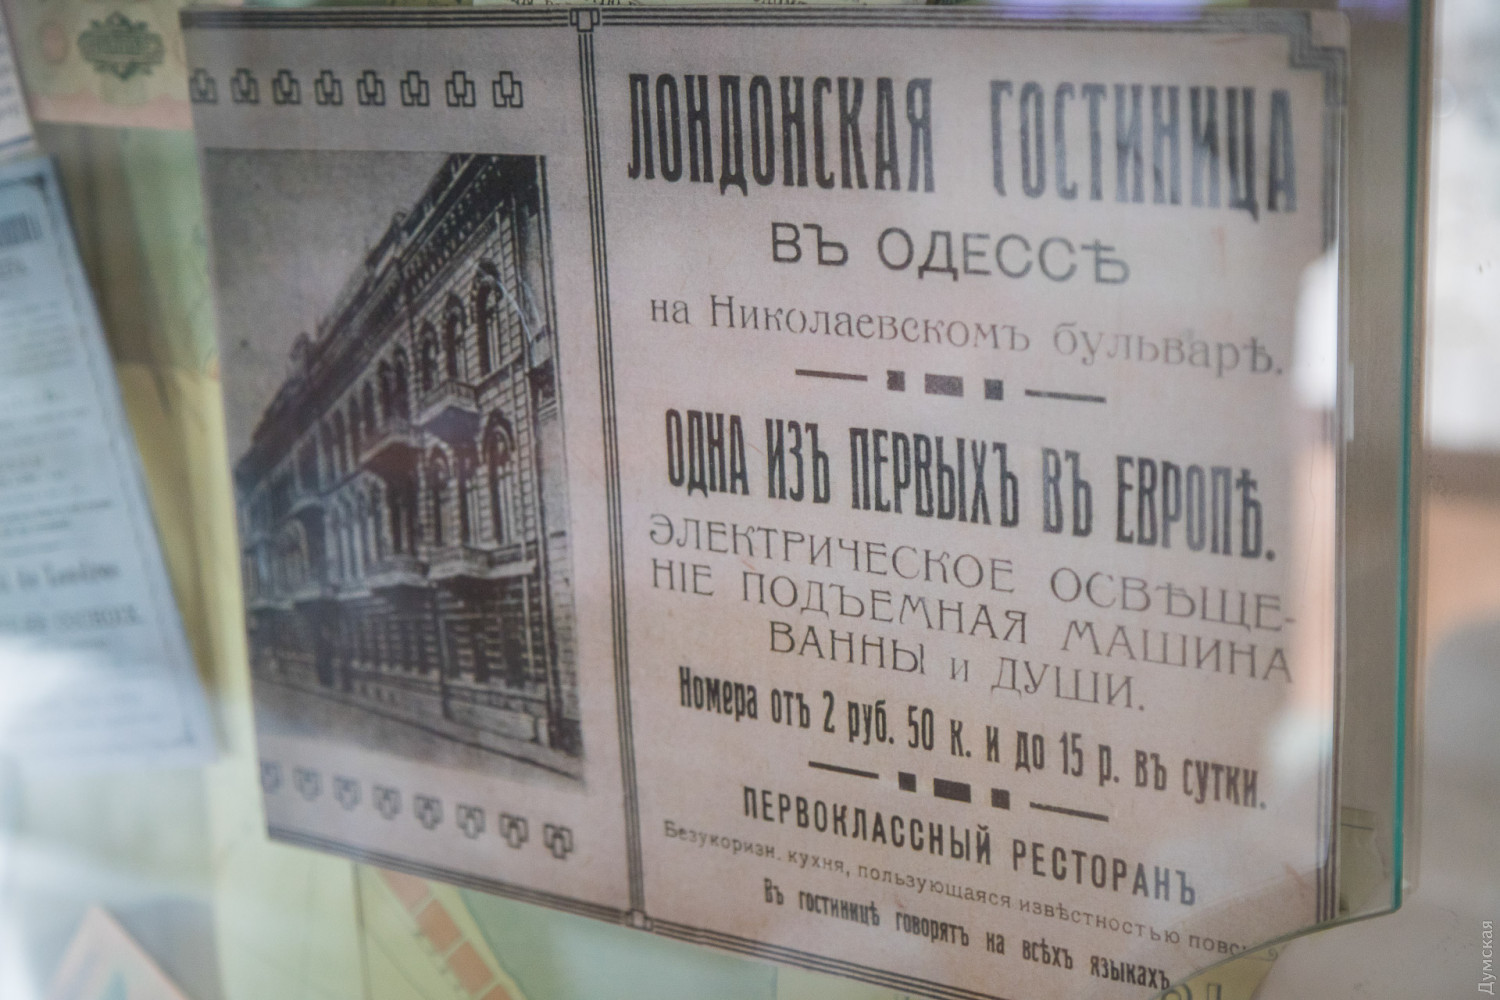 ЛОНДОНСКАЯ ГОСТИНИЦА
ВЪ ОДЕССѢ
на Николаевскомъ бульварѣ.
ОДНА ИЗЪ ПЕРВЫХЪ ВЪ ЕВРОПѢ.
ЭЛЕКТРИЧЕСКОЕ ОСВѢЩЕ-
НІЕ ПОДЪЕМНАЯ МАШИНА
ВАННЫ и ДУШИ.
Номера отъ 2 руб. 50 к. и до 15 р. въ сутки.
ПЕРВОКЛАССНЫЙ РЕСТОРАНЪ
Безукоризн. кухня, пользующаяся извѣстностью
Въ гостиницѣ говорятъ на всѣхъ языкахъ
Думская